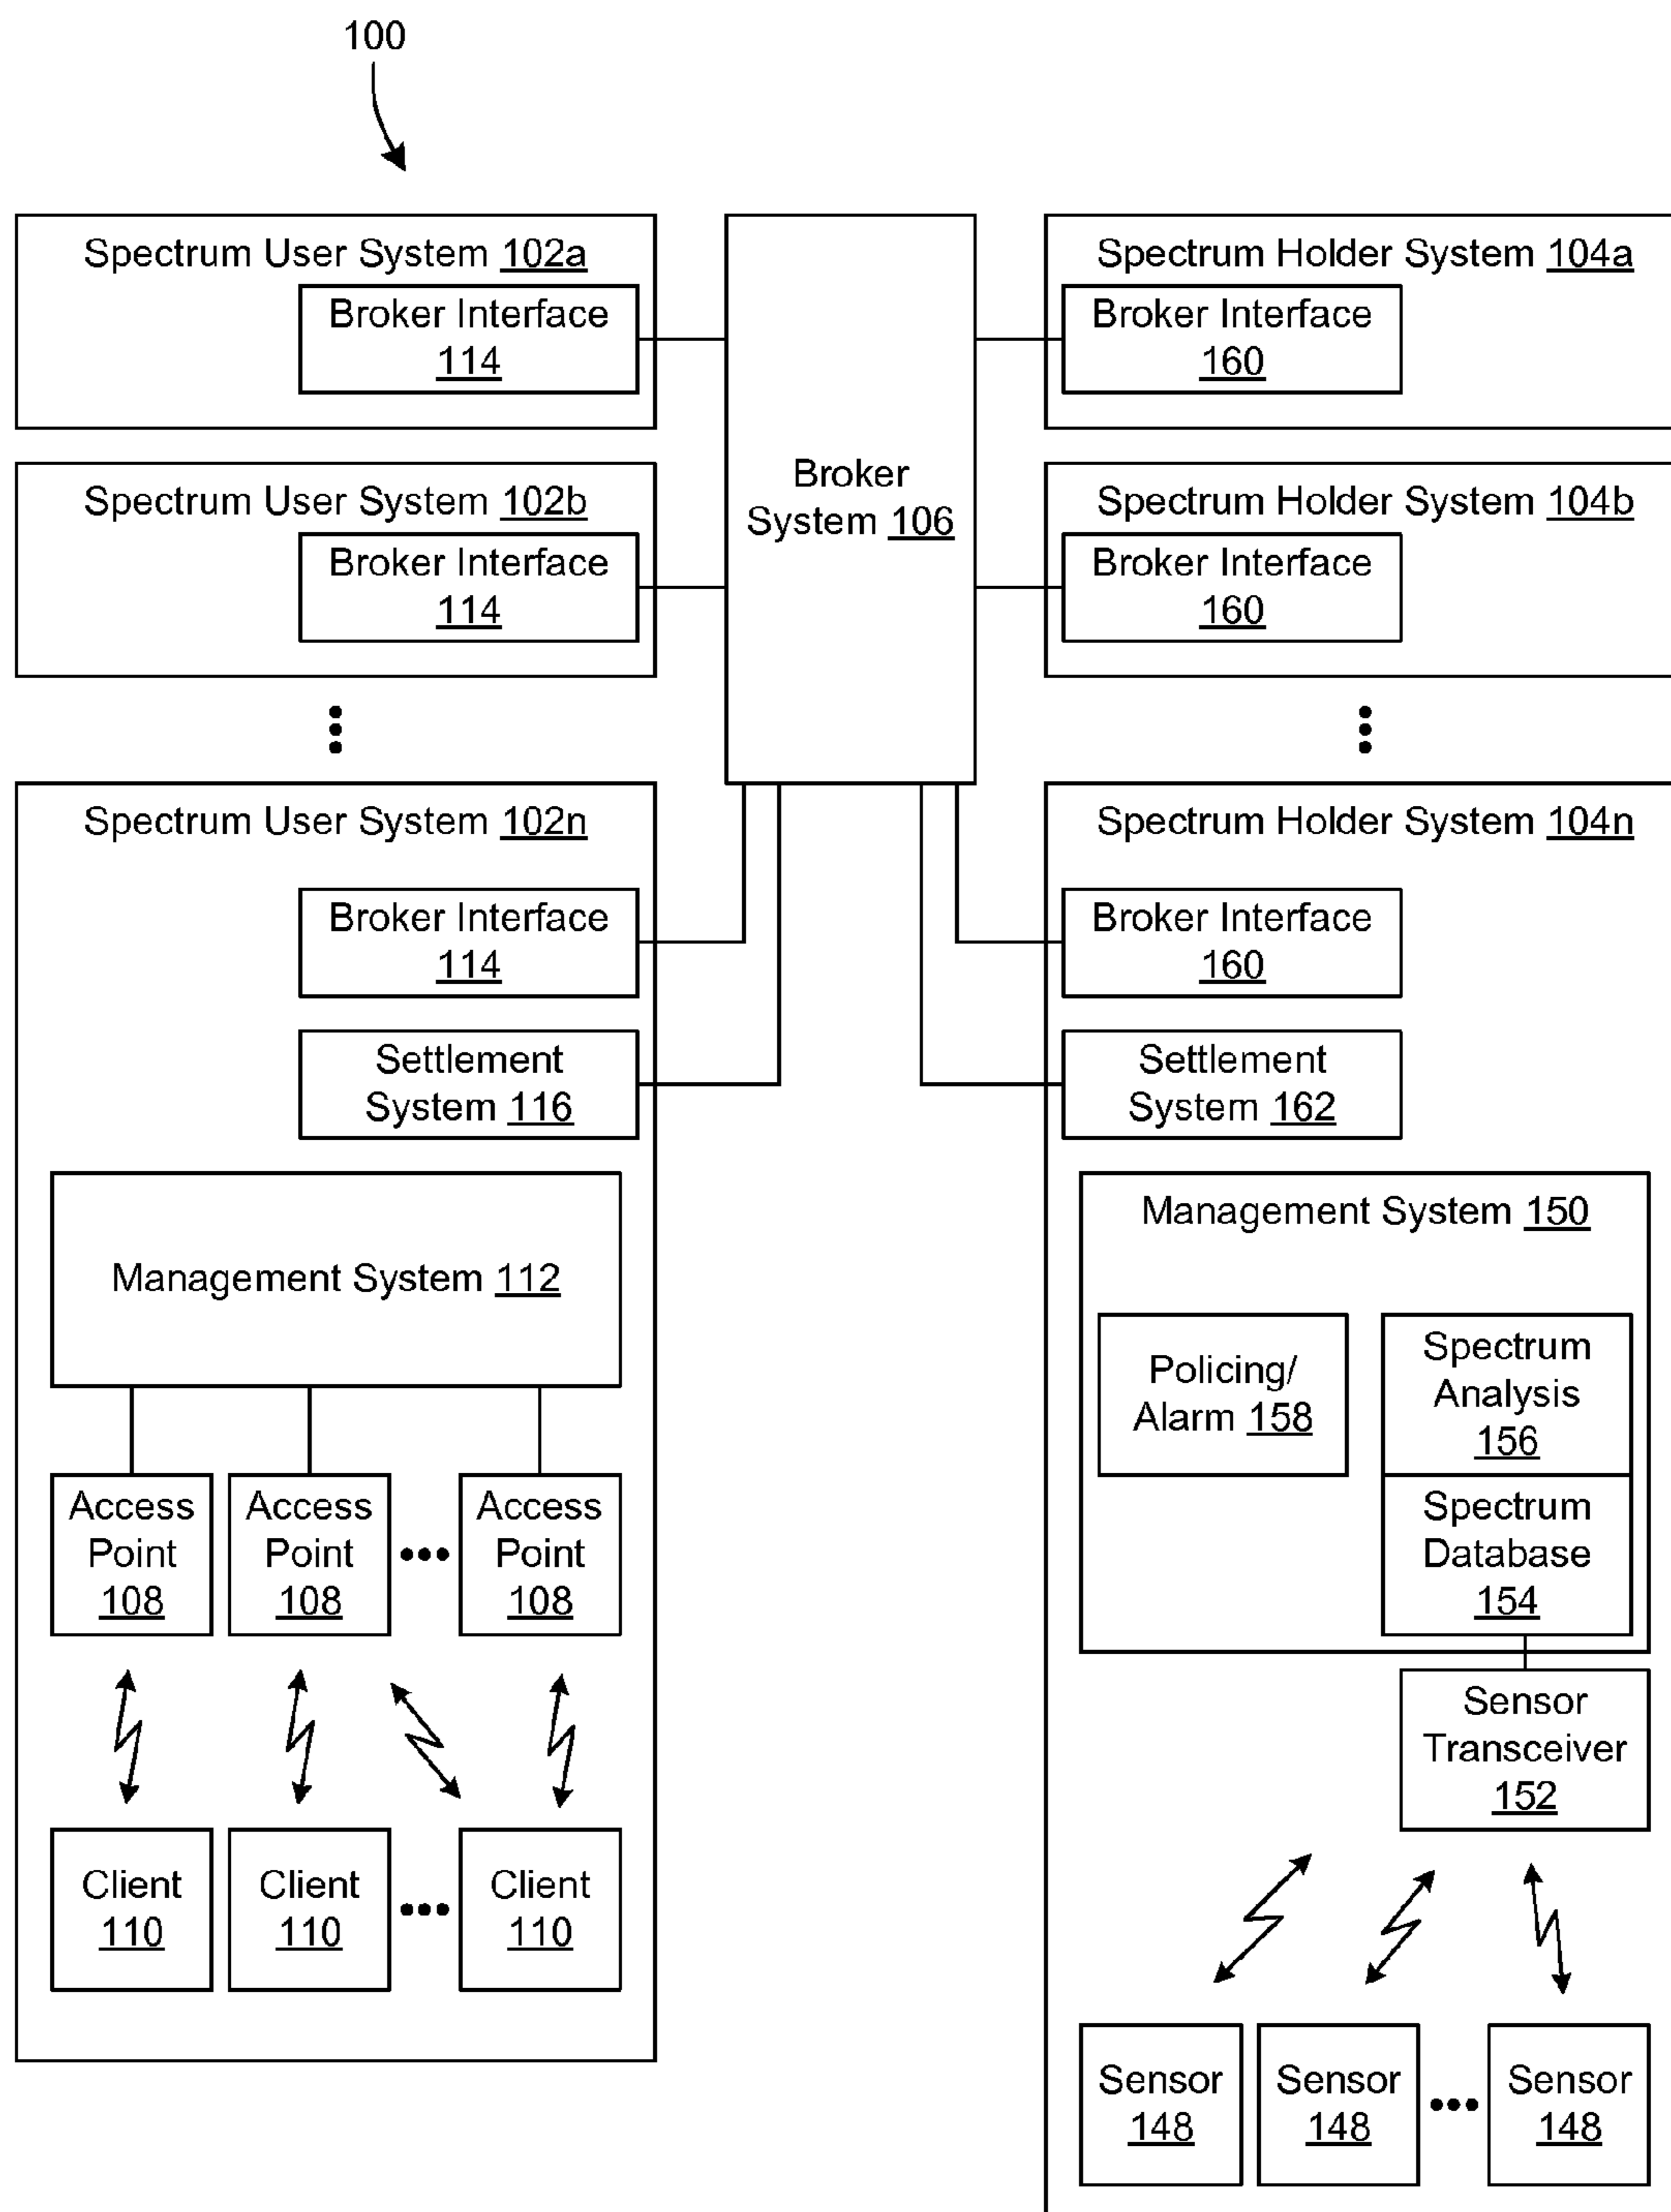 100
Spectrum User System 102a
Broker Interface
114
Spectrum User System 102b
Broker Interface
114
Spectrum User System 102n
Broker Interface
114
Settlement
System 116
Management System 112
Access
Point
108
Access
Point
108
Access
Point
108
Client
110
Client
110
Client
110
Broker
System 106
Spectrum Holder System 104a
Broker Interface
160
Spectrum Holder System 104b
Broker Interface
160
Spectrum Holder System 104n
Broker Interface
160
Settlement
System 162
Management System 150
Policing/
Alarm 158
Spectrum
Analysis
156
Spectrum
Database
154
Sensor
Transceiver
152
Sensor
148
Sensor
148
Sensor
148